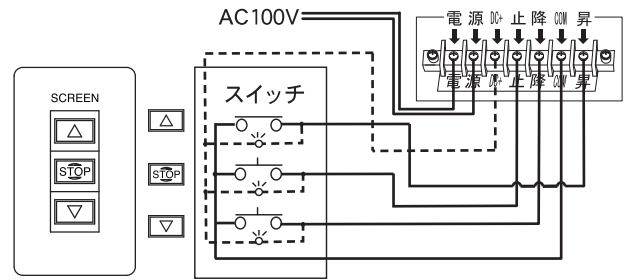 AC100V
電 源 DC+ 止 降 COM 昇
電 源 DC+ 止 降 COM 昇
スイッチ
SCREEN
STOP
STOP